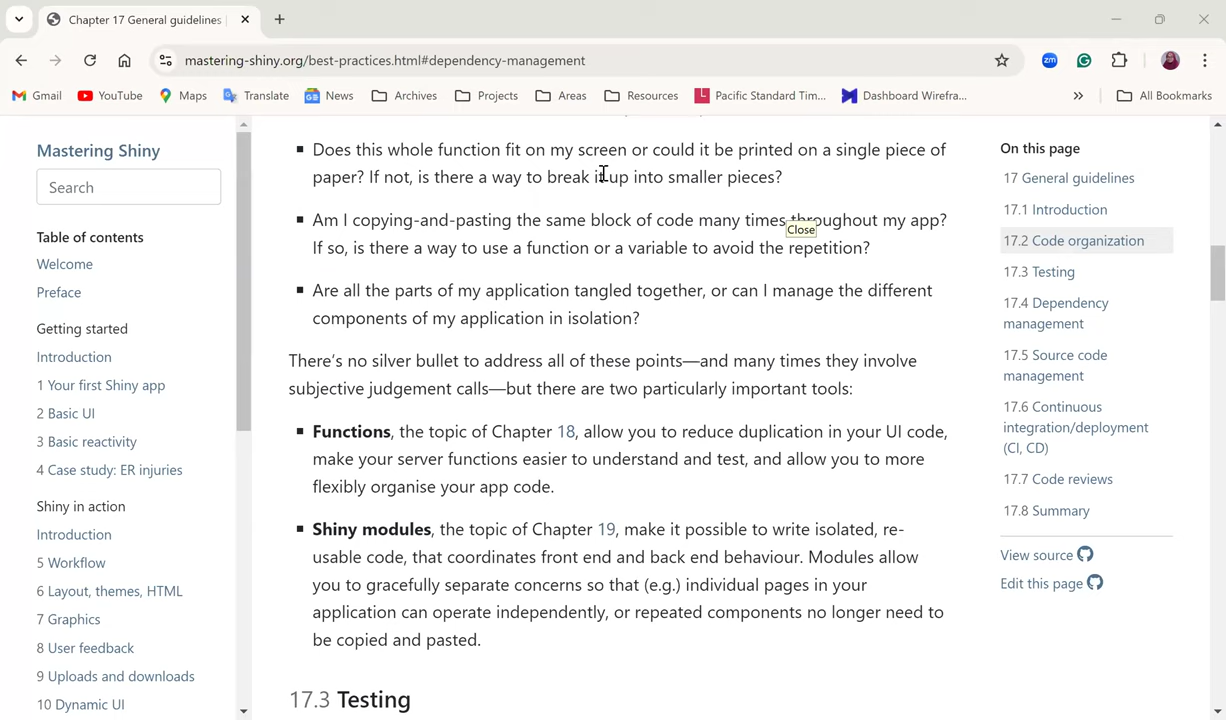 Chapter 17 General guidelines
mastering-shiny.org/best-practices.html#dependency-management
Gmail YouTube Maps Translate News Archives Projects Areas Resources Pacific Standard Tim... Dashboard Wirefra... » All Bookmarks
zm
Mastering Shiny
Search
Table of contents
Welcome
Preface
Getting started
Introduction
1 Your first Shiny app
2 Basic UI
3 Basic reactivity
4 Case study: ER injuries
Shiny in action
Introduction
5 Workflow
6 Layout, themes, HTML
7 Graphics
8 User feedback
9 Uploads and downloads
10 Dynamic UI
Does this whole function fit on my screen or could it be printed on a single piece of
paper? If not, is there a way to break it up into smaller pieces?
Am I copying-and-pasting the same block of code many times throughout my app?
Close
If so, is there a way to use a function or a variable to avoid the repetition?
Are all the parts of my application tangled together, or can I manage the different
components of my application in isolation?
There's no silver bullet to address all of these points—and many times they involve
subjective judgement calls—but there are two particularly important tools:
Functions, the topic of Chapter 18, allow you to reduce duplication in your UI code,
make your server functions easier to understand and test, and allow you to more
flexibly organise your app code.
Shiny modules, the topic of Chapter 19, make it possible to write isolated, re-
usable code, that coordinates front end and back end behaviour. Modules allow
you to gracefully separate concerns so that (e.g.) individual pages in your
application can operate independently, or repeated components no longer need to
be copied and pasted.
17.3 Testing
On this page
17 General guidelines
17.1 Introduction
17.2 Code organization
17.3 Testing
17.4 Dependency
management
17.5 Source code
management
17.6 Continuous
integration/deployment
(CI, CD)
17.7 Code reviews
17.8 Summary
View source
Edit this page